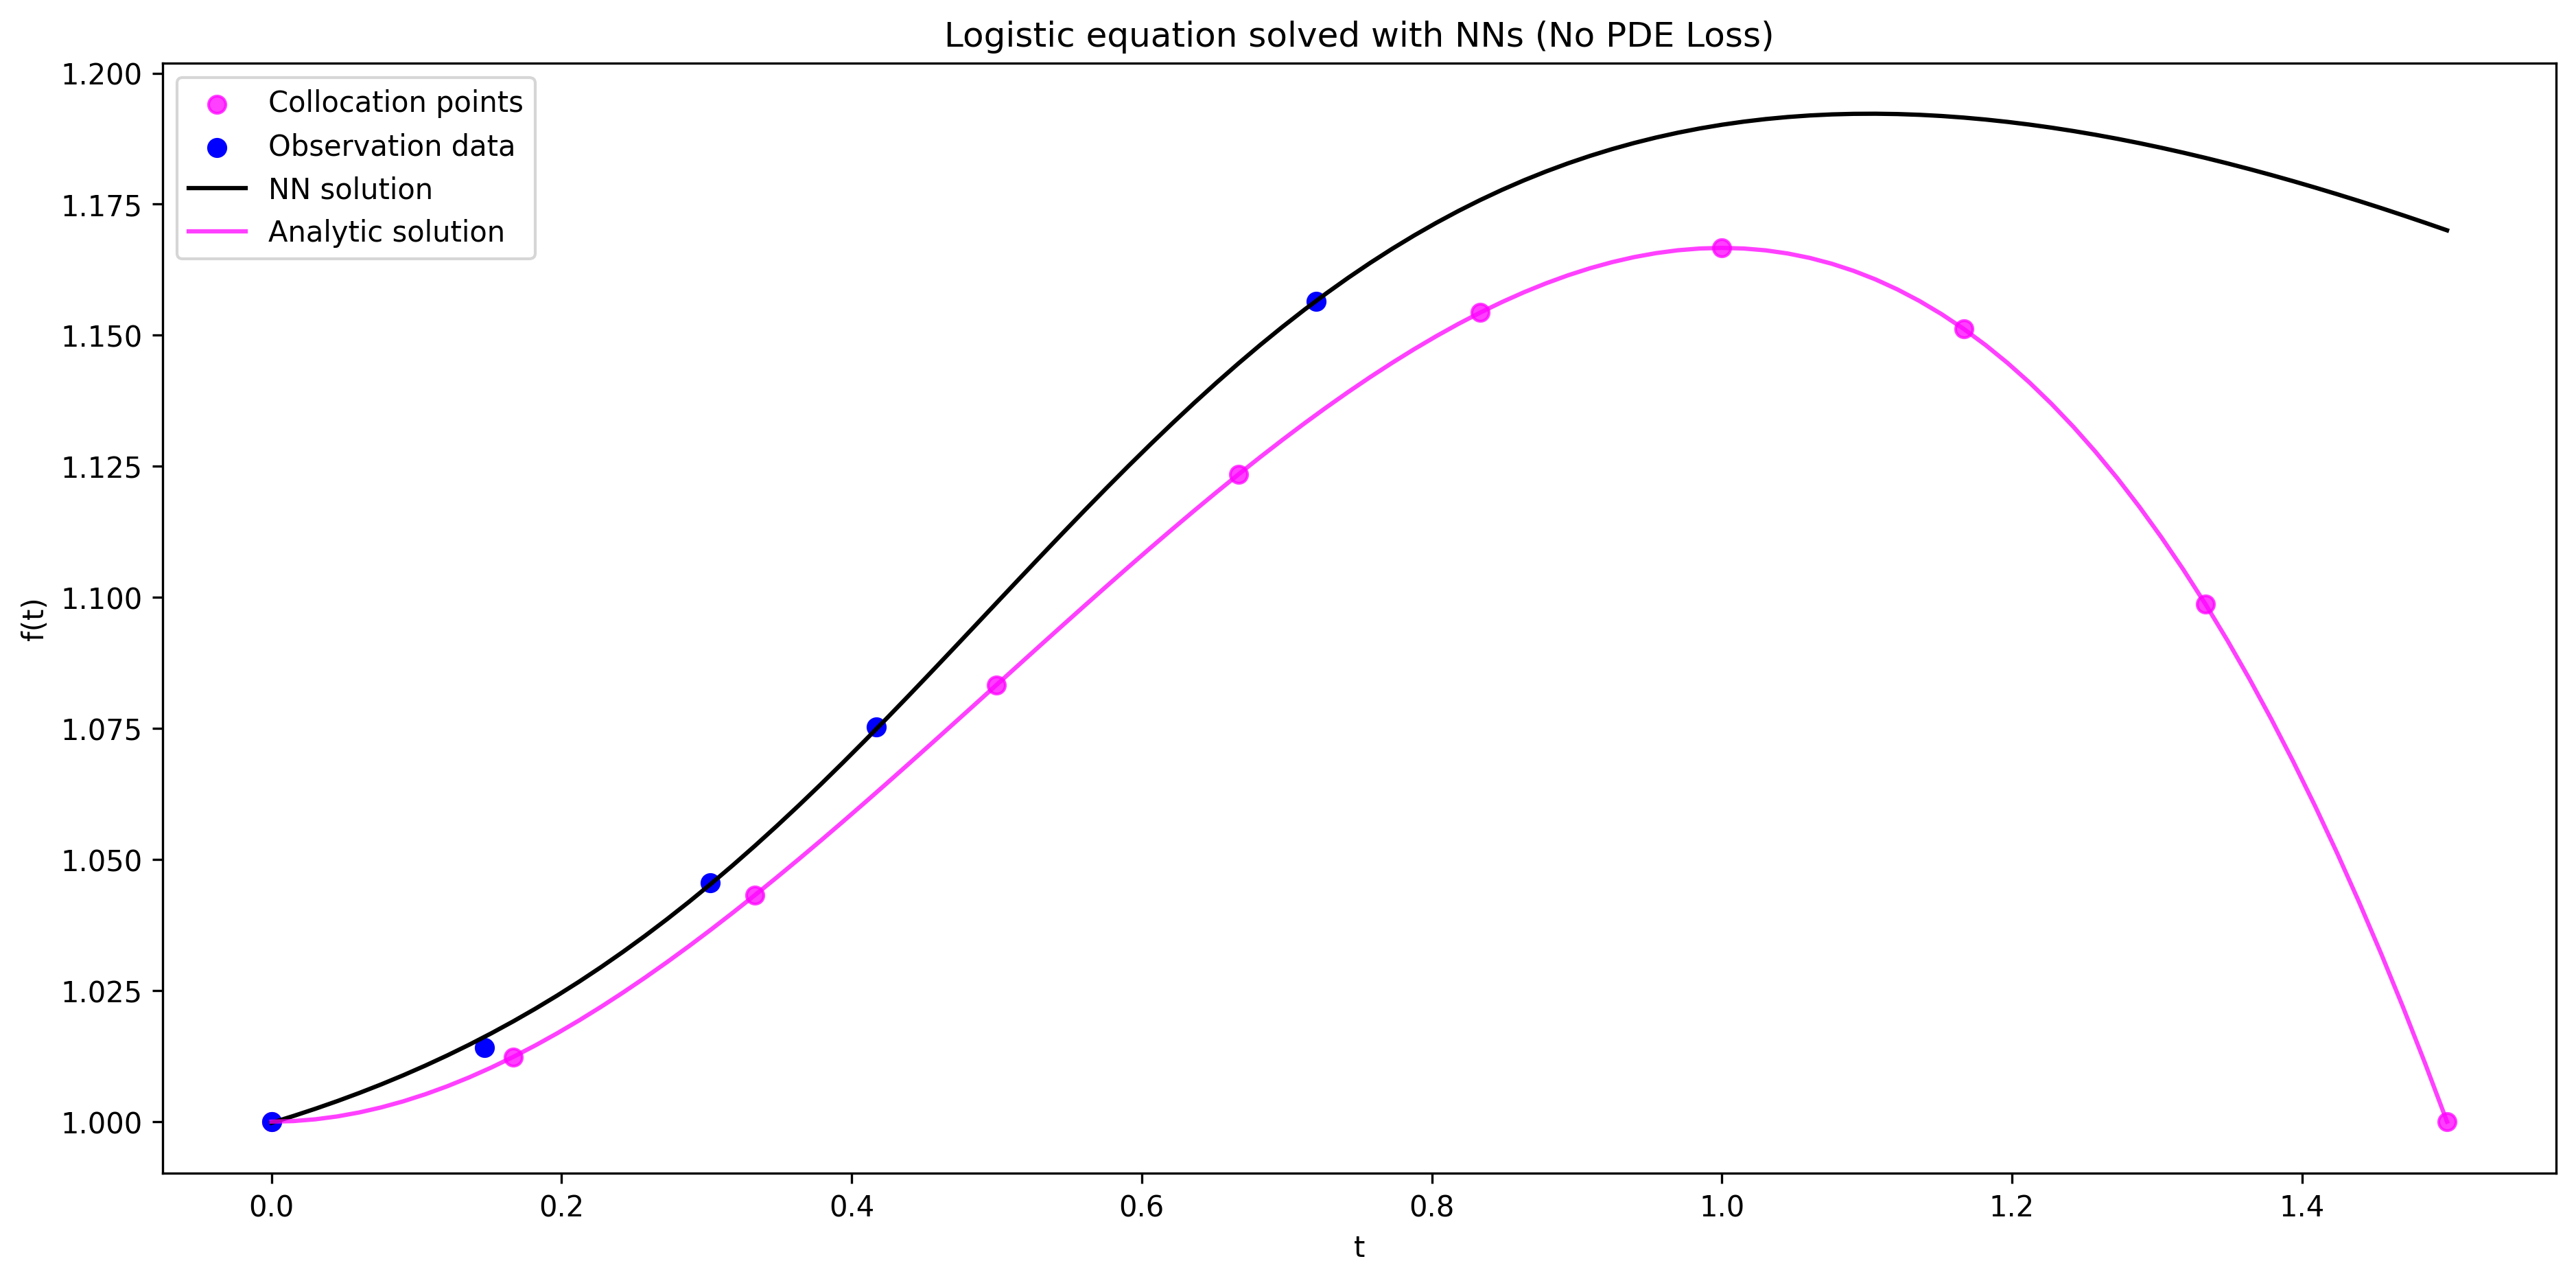 Logistic equation solved with NNs (No PDE Loss)
Collocation points
Observation data
NN solution
Analytic solution
1.200
1.175
1.150
1.125
1.100
1.075
1.050
1.025
1.000
f(t)
0.0 0.2 0.4 0.6 0.8 1.0 1.2 1.4
t